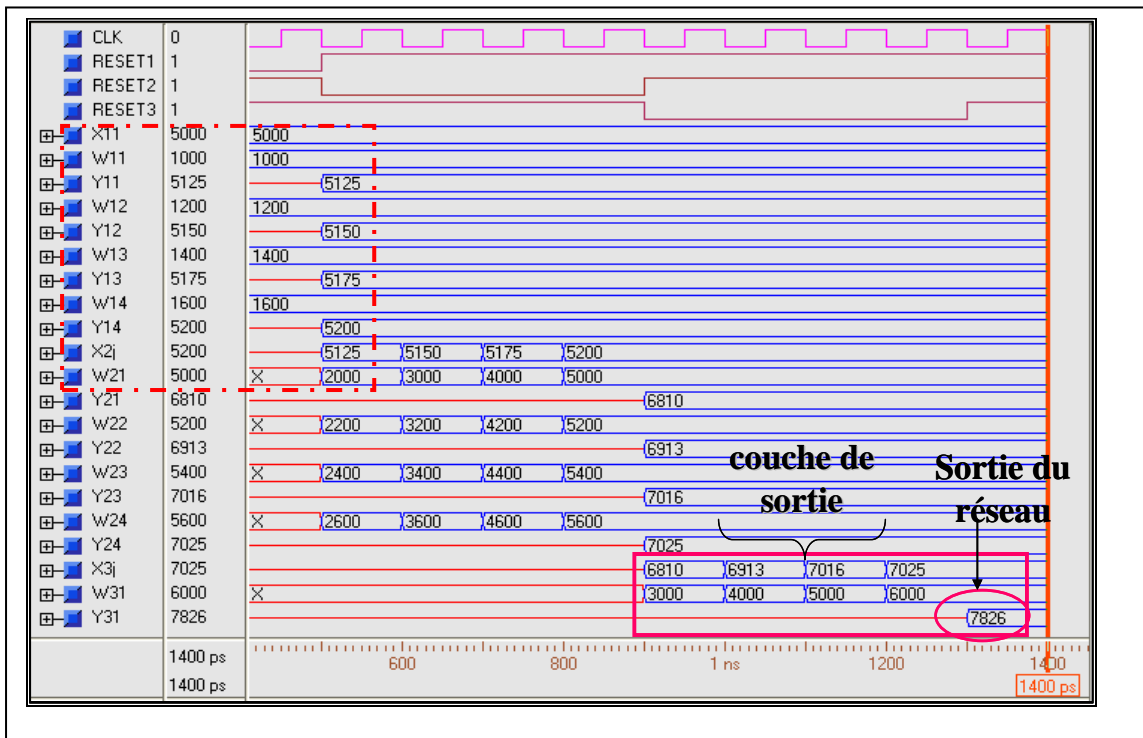 CLK 0
RESET1 1
RESET2 1
RESET3 1
X11 5000 5000
W11 1000 1000
Y11 5125 5125
W12 1200 1200
Y12 5150 5150
W13 1400 1400
Y13 5175 5175
W14 1600 1600
Y14 5200 5200
X2j 5200 5125 5150 5175 5200
W21 5000 X 2000 3000 4000 5000
Y21 6810 6810
W22 5200 X 2200 3200 4200 5200
Y22 6913 6913
W23 5400 X 2400 3400 4400 5400
Y23 7016 7016
W24 5600 X 2600 3600 4600 5600
Y24 7025 7025
X3j 7025 6810 6913 7016 7025
W31 6000 X 3000 4000 5000 6000
Y31 7826 7826
couche de
sortie
Sortie du
réseau
1400 ps 600 800 1 ns 1200 1400
1400 ps 1400 ps